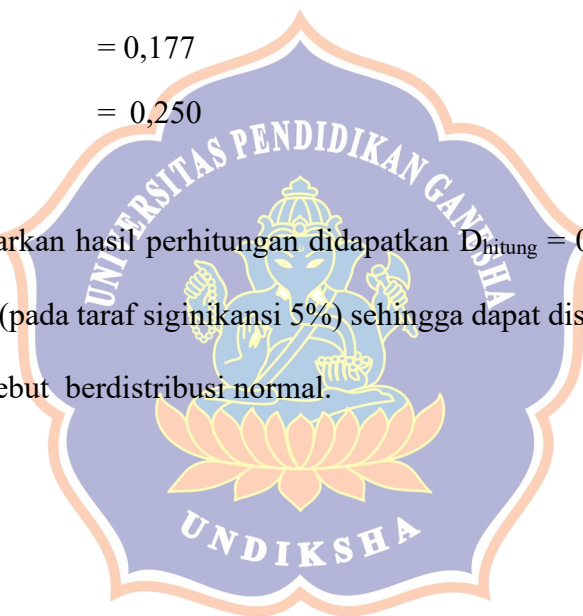 = 0,177
= 0,250
UNIVERSITAS PENDIDIKAN GANESHA
arkan hasil perhitungan didapatkan Dhitung = 0
(pada taraf siginikansi 5%) sehingga dapat dis
ebut berdistribusi normal.
UNDIKSHA